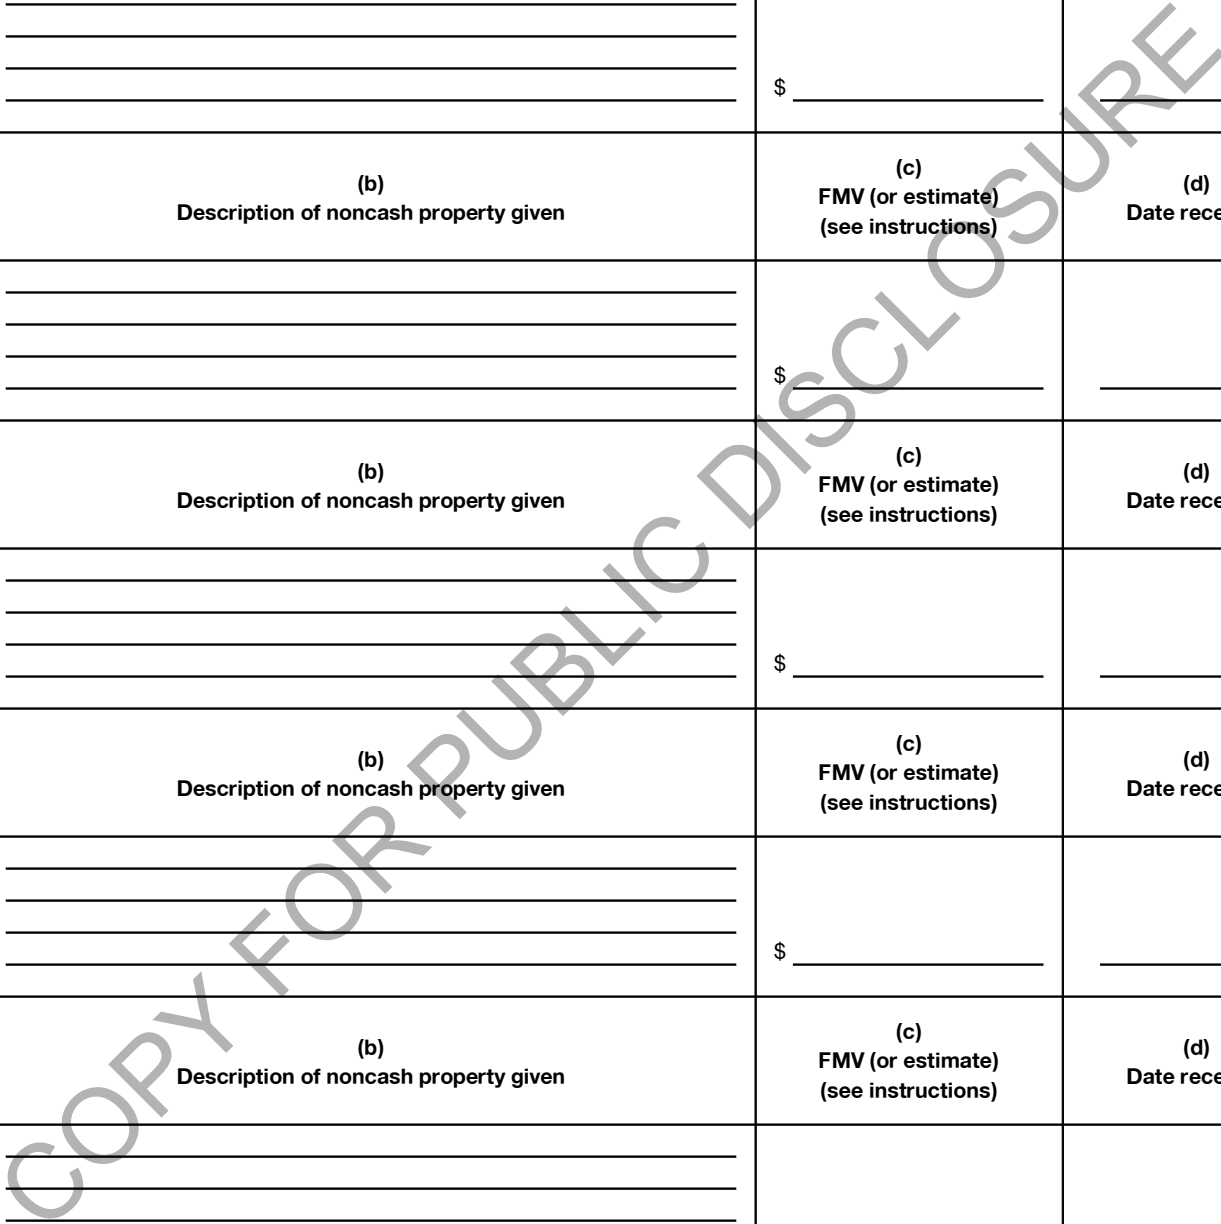 $
(b)
Description of noncash property given
(c)
FMV (or estimate)
(see instructions)
(d)
Date rece
$
(b)
Description of noncash property given
(c)
FMV (or estimate)
(see instructions)
(d)
Date rece
$
(b)
Description of noncash property given
(c)
FMV (or estimate)
(see instructions)
(d)
Date rece
$
(b)
Description of noncash property given
(c)
FMV (or estimate)
(see instructions)
(d)
Date rece
COPY FOR PUBLIC DISCLOSURE